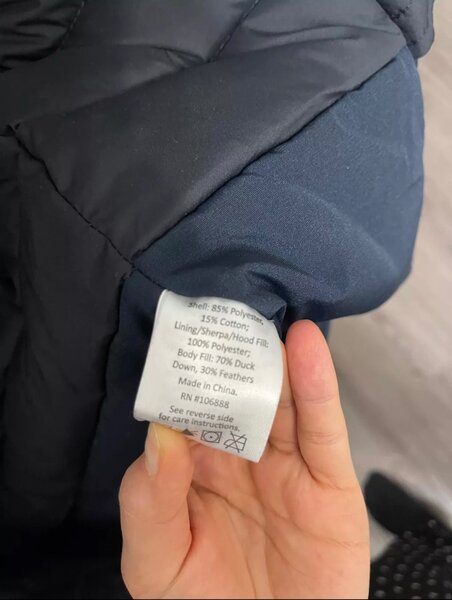 Shell: 85% Polyester,
15% Cotton;
Lining/Sherpa/Hood Fill:
100% Polyester;
Body Fill: 70% Duck
Down, 30% Feathers
Made in China.
RN #106888
See reverse side
for care instructions.